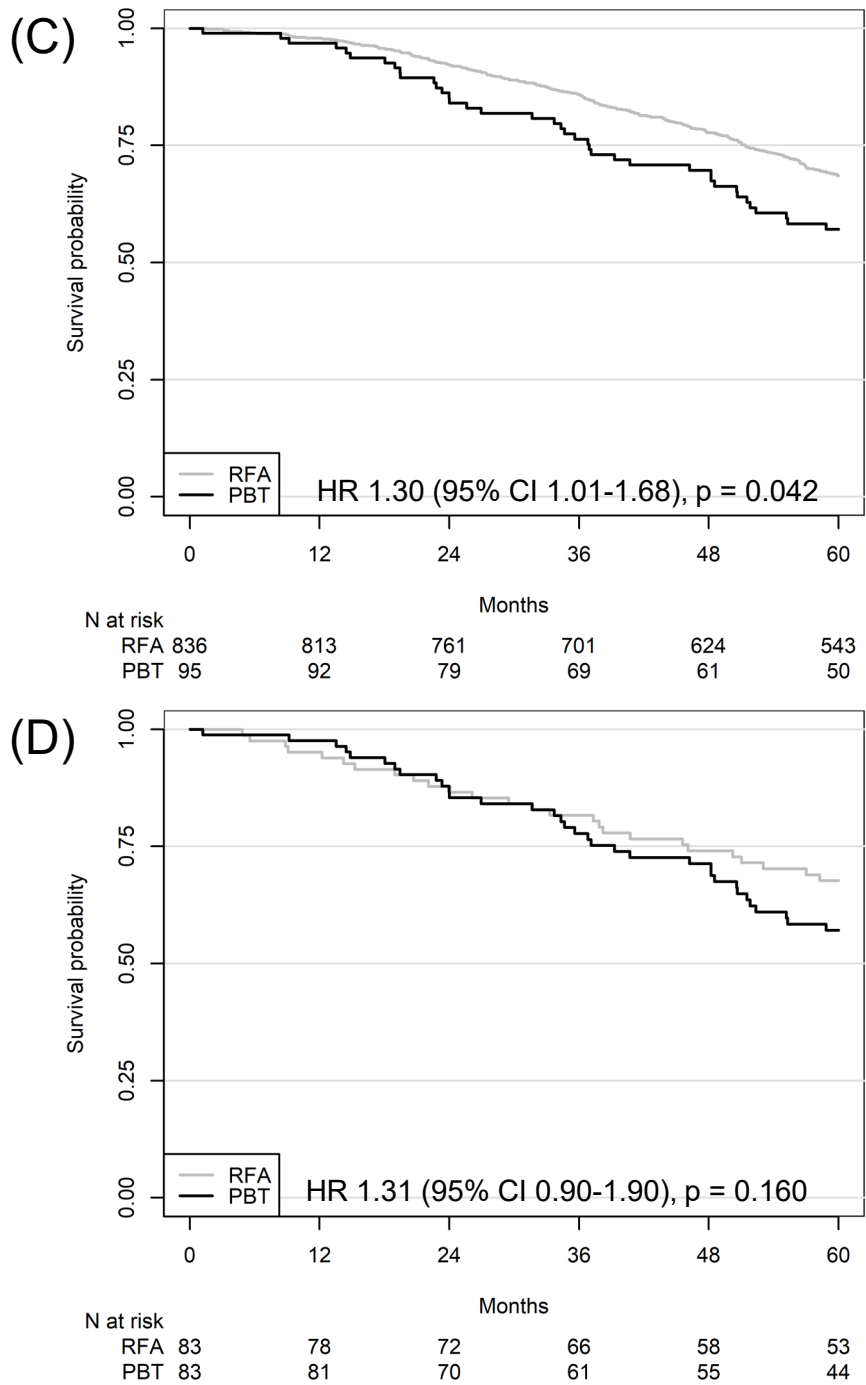 (C)
Survival probability
1.00
0.75
0.50
0.25
0.00
RFA
PBT
HR 1.30 (95% CI 1.01-1.68), p = 0.042
0 12 24 36 48 60
Months
N at risk
RFA 836 813 761 701 624 543
PBT 95 92 79 69 61 50
(D)
Survival probability
1.00
0.75
0.50
0.25
0.00
RFA
PBT
HR 1.31 (95% CI 0.90-1.90), p = 0.160
0 12 24 36 48 60
Months
N at risk
RFA 83 78 72 66 58 53
PBT 83 81 70 61 55 44